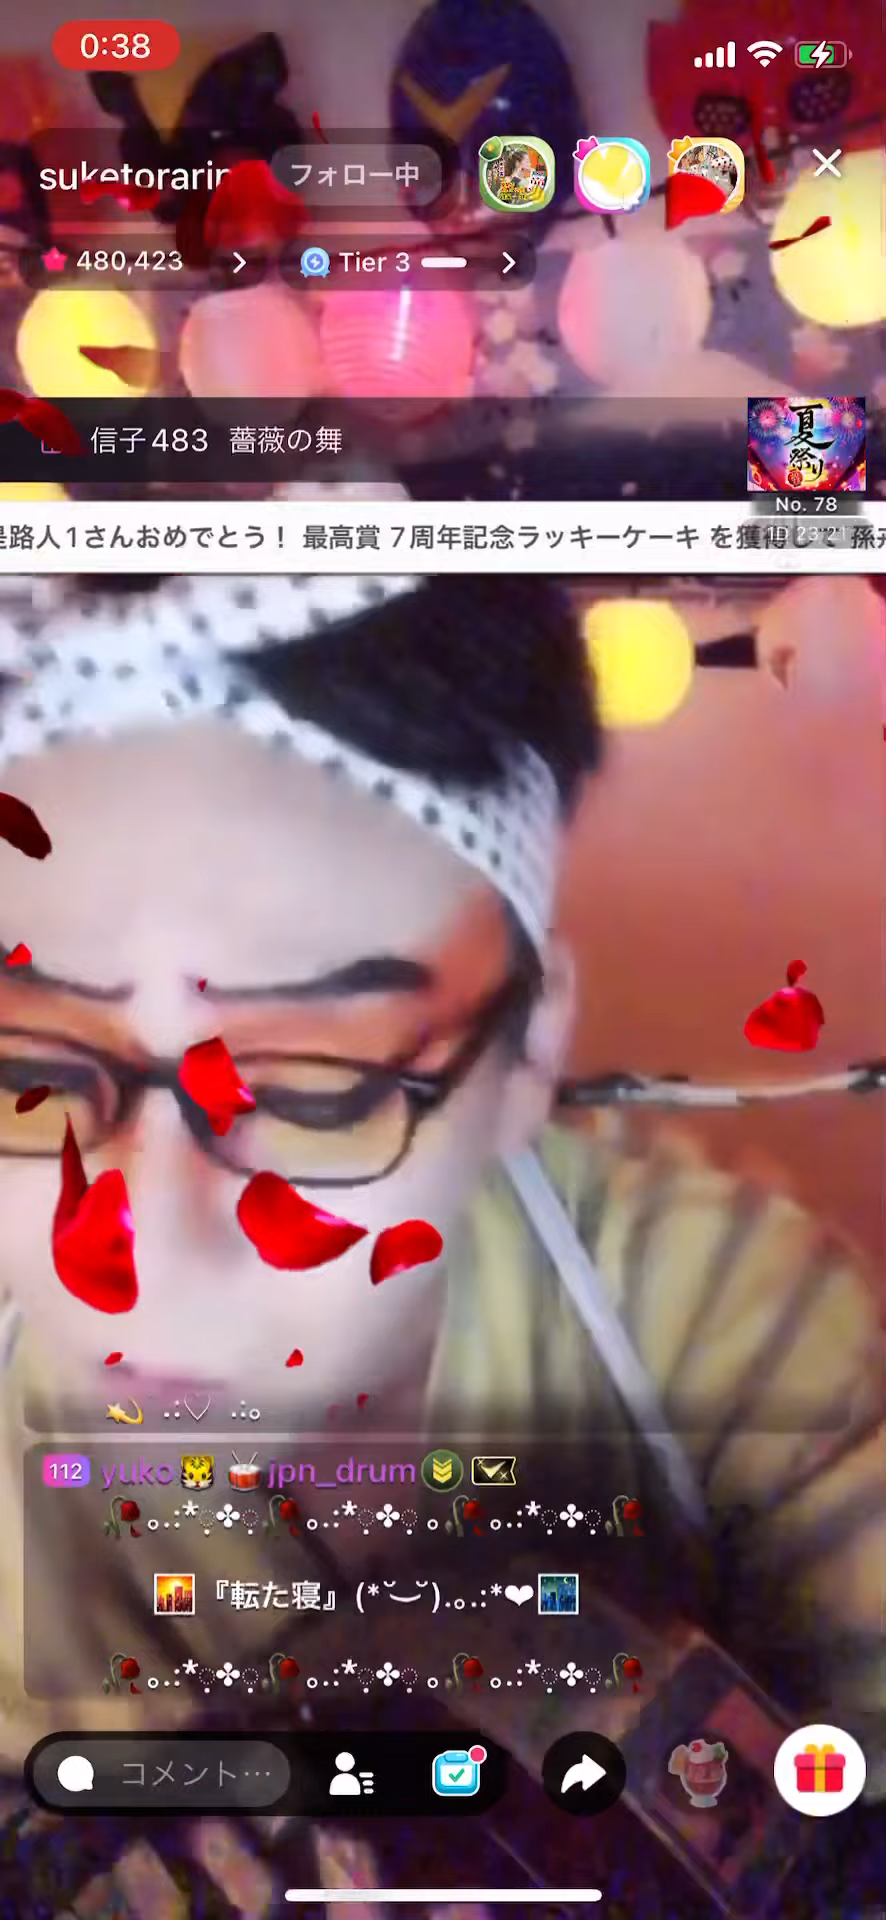 0:38
suketorarir
フォロー中
480,423
Tier 3
信子483 薔薇の舞
夏祭り
No. 78
是路人1さんおめでとう！ 最高賞 7周年記念ラッキーケーキ を獲得して 孫
💫 .:♡ .:。
112 yuko🐯 🥁jpn_drum
🥀。.:*・✤・🥀。.:*・✤・。🥀。.:*・✤・🥀
🌇『転た寝』(*˘︶˘).。.:*❤🌃
🥀。.:*・✤・🥀。.:*・✤・。🥀。.:*・✤・🥀
コメント…